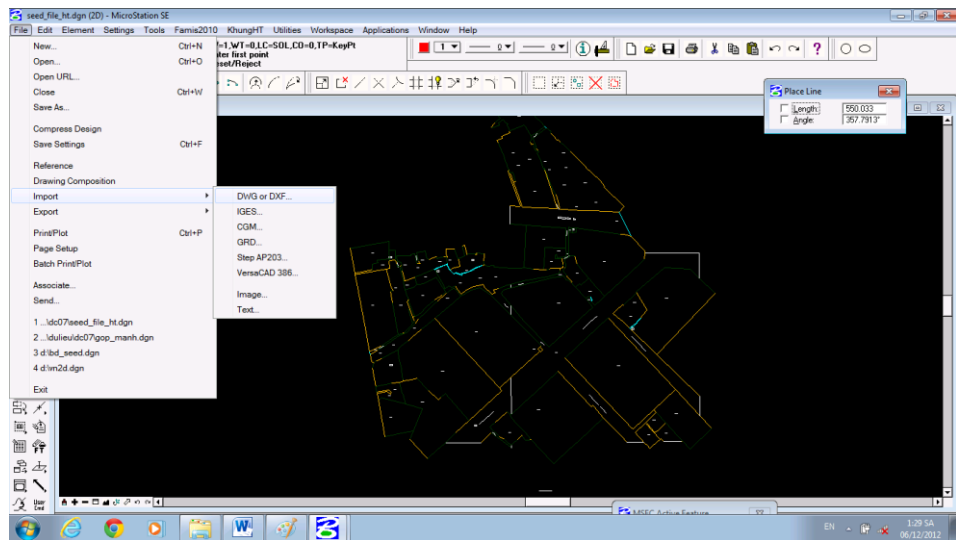 seed_file_ht.dgn (2D) - MicroStation SE
File Edit Element Settings Tools Famis2010 KhungHT Utilities Workspace Applications Window Help
=1,WT=0,LC=SOL,CO=0,TP=KeyPt
ter first point
eset/Reject
1
0
0
New... Ctrl+N
Open... Ctrl+O
Open URL...
Close Ctrl+W
Save As...
Compress Design
Save Settings Ctrl+F
Reference
Drawing Composition
Import
Export
Print/Plot Ctrl+P
Page Setup
Batch Print/Plot
Associate...
Send...
1 ...\dc07\seed_file_ht.dgn
2 ...\dulieu\dc07\gop_manh.dgn
3 d:\bd_seed.dgn
4 d:\vn2d.dgn
Exit
DWG or DXF...
IGES...
CGM...
GRD...
Step AP203...
VersaCAD 386...
Image...
Text...
Place Line
Length: 550.033
Angle: 357.7913°
MSFC Active Feature
EN
1:29 SA
06/12/2012